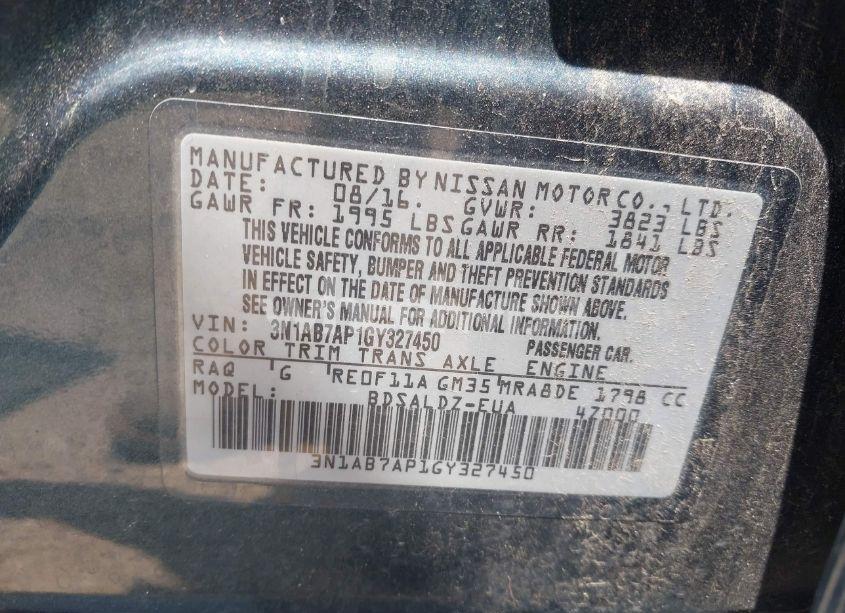 MANUFACTURED BY NISSAN MOTOR CO., LTD.
DATE: 08/16. GVWR: 3823 LBS
GAWR FR: 1995 LBS GAWR RR: 1841 LBS
THIS VEHICLE CONFORMS TO ALL APPLICABLE FEDERAL MOTOR
VEHICLE SAFETY, BUMPER AND THEFT PREVENTION STANDARDS
IN EFFECT ON THE DATE OF MANUFACTURE SHOWN ABOVE.
SEE OWNER'S MANUAL FOR ADDITIONAL INFORMATION.
VIN: 3N1AB7AP1GY327450 PASSENGER CAR.
COLOR TRIM TRANS AXLE ENGINE
RAQ G RE0F11A GM35 MRA8DE 1798 CC
MODEL: BDSALDZ-EUA 4Z000
3N1AB7AP1GY327450